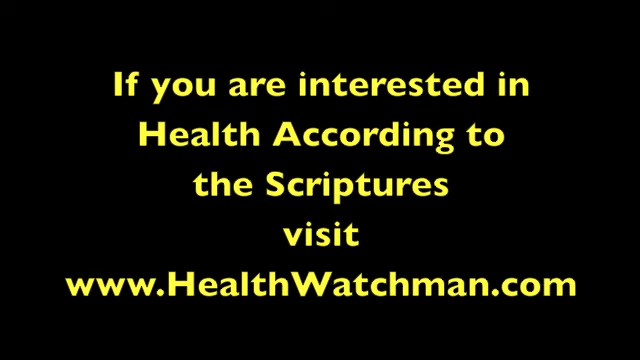 If you are interested in
Health According to
the Scriptures
visit
www.HealthWatchman.com